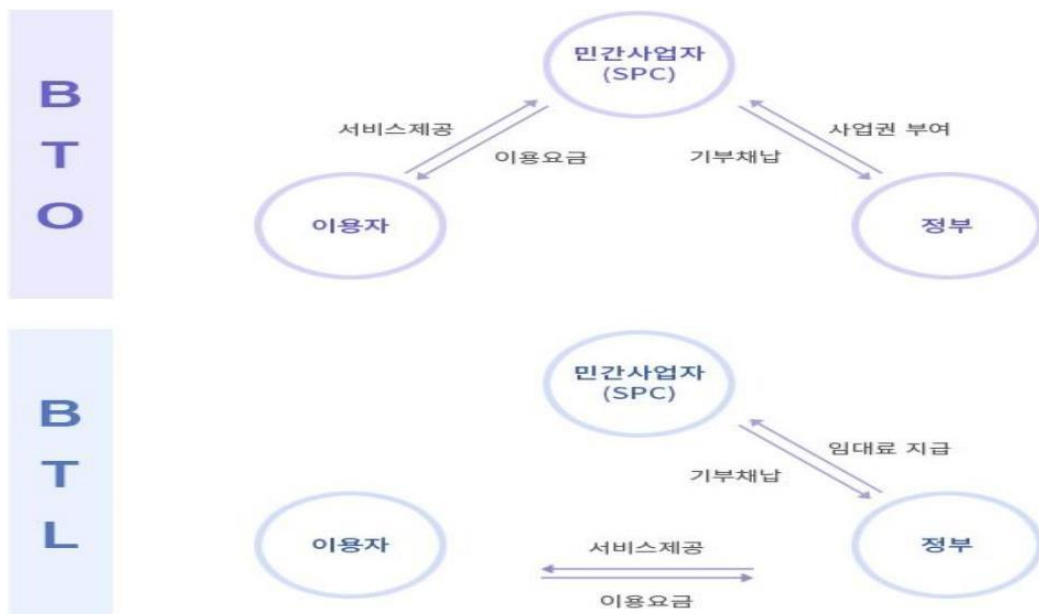 B
T
O
민간사업자
(SPC)
서비스제공
사업권 부여
이용요금
기부채납
이용자
정부
B
T
L
민간사업자
(SPC)
임대료 지급
기부채납
이용자
정부
서비스제공
이용요금